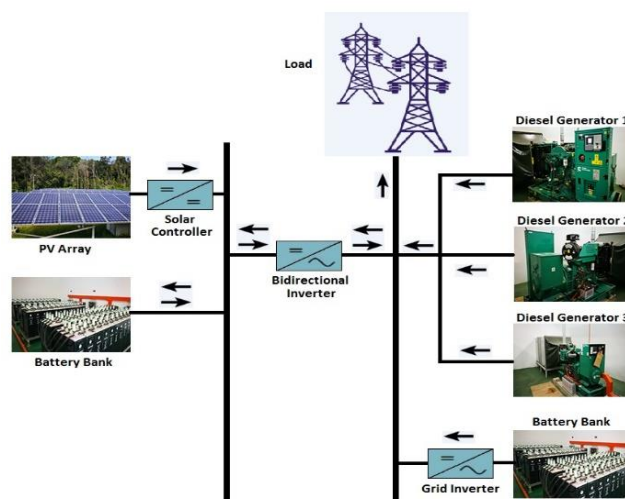 Load
Diesel Generator 1
PV Array
Solar
Controller
Diesel Generator 2
Bidirectional
Inverter
Battery Bank
Diesel Generator 3
Battery Bank
Grid Inverter